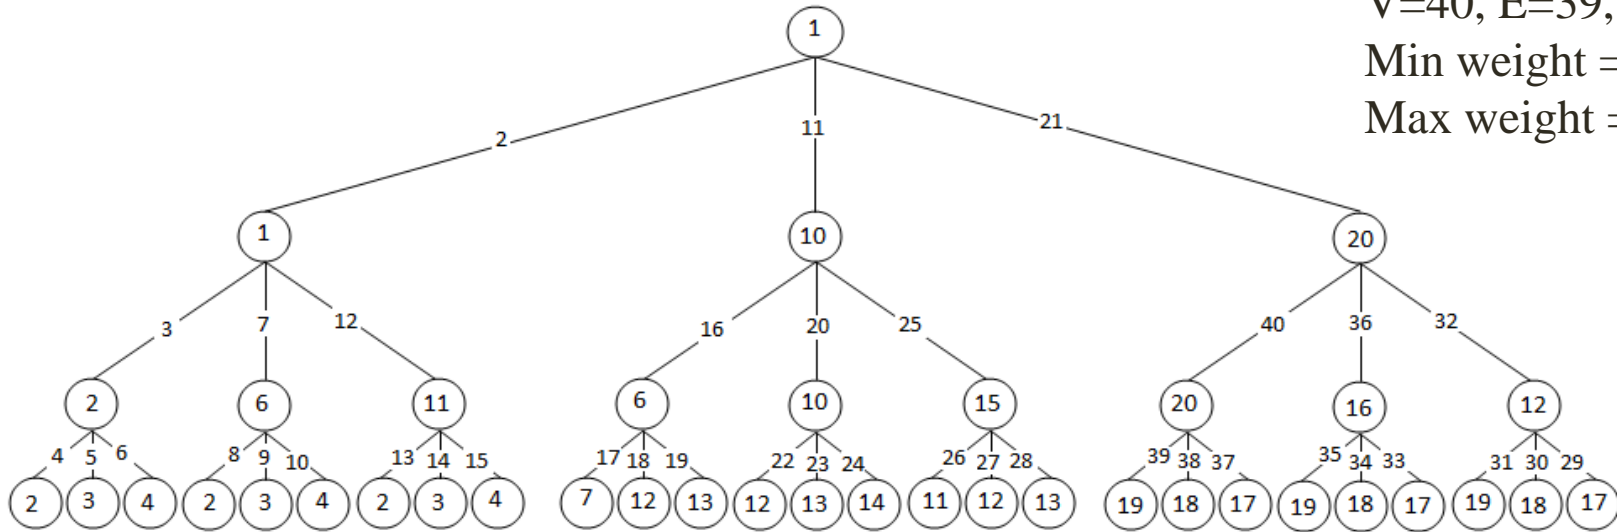 V=40, E=39,
Min weight =
Max weight =
1
2 11 21
1 10 20
3 7 12 16 20 25 40 36 32
2 6 11 6 10 15 20 16 12
4 5 6 8 9 10 13 14 15 17 18 19 22 23 24 26 27 28 39 38 37 35 34 33 31 30 29
2 3 4 2 3 4 2 3 4 7 12 13 12 13 14 11 12 13 19 18 17 19 18 17 19 18 17